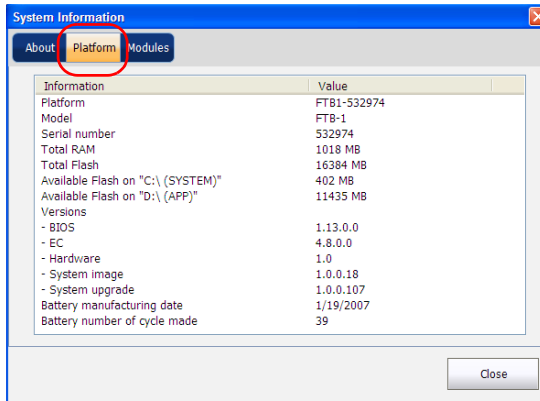 System Information
About Platform Modules
Information Value
Platform FTB1-532974
Model FTB-1
Serial number 532974
Total RAM 1018 MB
Total Flash 16384 MB
Available Flash on "C:\ (SYSTEM)" 402 MB
Available Flash on "D:\ (APP)" 11435 MB
Versions
- BIOS 1.13.0.0
- EC 4.8.0.0
- Hardware 1.0
- System image 1.0.0.18
- System upgrade 1.0.0.107
Battery manufacturing date 1/19/2007
Battery number of cycle made 39
Close